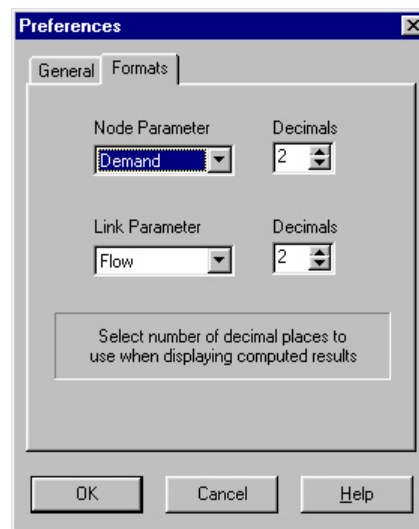 Preferences
General Formats
Node Parameter Decimals
Demand 2
Link Parameter Decimals
Flow 2
Select number of decimal places to
use when displaying computed results
OK Cancel Help